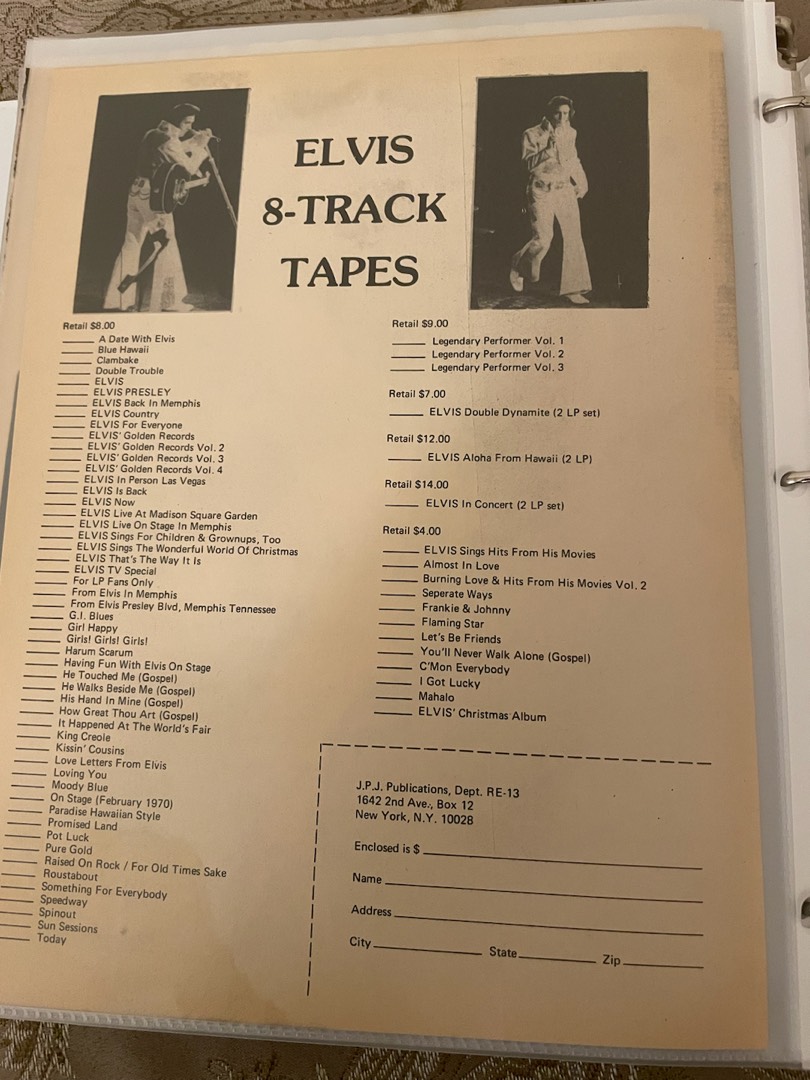 ELVIS
8-TRACK
TAPES
Retail $8.00
A Date With Elvis
Blue Hawaii
Clambake
Double Trouble
ELVIS
ELVIS PRESLEY
ELVIS Back In Memphis
ELVIS Country
ELVIS For Everyone
ELVIS' Golden Records
ELVIS' Golden Records Vol. 2
ELVIS' Golden Records Vol. 3
ELVIS' Golden Records Vol. 4
ELVIS In Person Las Vegas
ELVIS Is Back
ELVIS Now
ELVIS Live At Madison Square Garden
ELVIS Live On Stage In Memphis
ELVIS Sings For Children & Grownups, Too
ELVIS Sings The Wonderful World Of Christmas
ELVIS That's The Way It Is
ELVIS TV Special
For LP Fans Only
From Elvis In Memphis
From Elvis Presley Blvd, Memphis Tennessee
G.I. Blues
Girl Happy
Girls! Girls! Girls!
Harum Scarum
Having Fun With Elvis On Stage
He Touched Me (Gospel)
He Walks Beside Me (Gospel)
His Hand In Mine (Gospel)
How Great Thou Art (Gospel)
It Happened At The World's Fair
King Creole
Kissin' Cousins
Love Letters From Elvis
Loving You
Moody Blue
On Stage (February 1970)
Paradise Hawaiian Style
Promised Land
Pot Luck
Pure Gold
Raised On Rock / For Old Times Sake
Roustabout
Something For Everybody
Speedway
Spinout
Sun Sessions
Today
Retail $9.00
Legendary Performer Vol. 1
Legendary Performer Vol. 2
Legendary Performer Vol. 3
Retail $7.00
ELVIS Double Dynamite (2 LP set)
Retail $12.00
ELVIS Aloha From Hawaii (2 LP)
Retail $14.00
ELVIS In Concert (2 LP set)
Retail $4.00
ELVIS Sings Hits From His Movies
Almost In Love
Burning Love & Hits From His Movies Vol. 2
Seperate Ways
Frankie & Johnny
Flaming Star
Let's Be Friends
You'll Never Walk Alone (Gospel)
C'Mon Everybody
I Got Lucky
Mahalo
ELVIS' Christmas Album
J.P.J. Publications, Dept. RE-13
1642 2nd Ave., Box 12
New York, N.Y. 10028
Enclosed is $
Name
Address
City State Zip